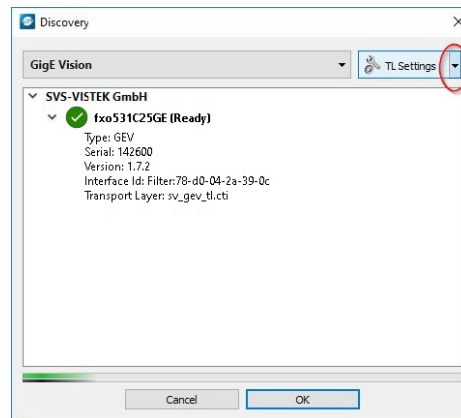 Discovery
GigE Vision
TL Settings
SVS-VISTEK GmbH
fxo531C25GE (Ready)
Type: GEV
Serial: 142600
Version: 1.7.2
Interface Id: Filter:78-d0-04-2a-39-0c
Transport Layer: sv_gev_tl.cti
Cancel
OK